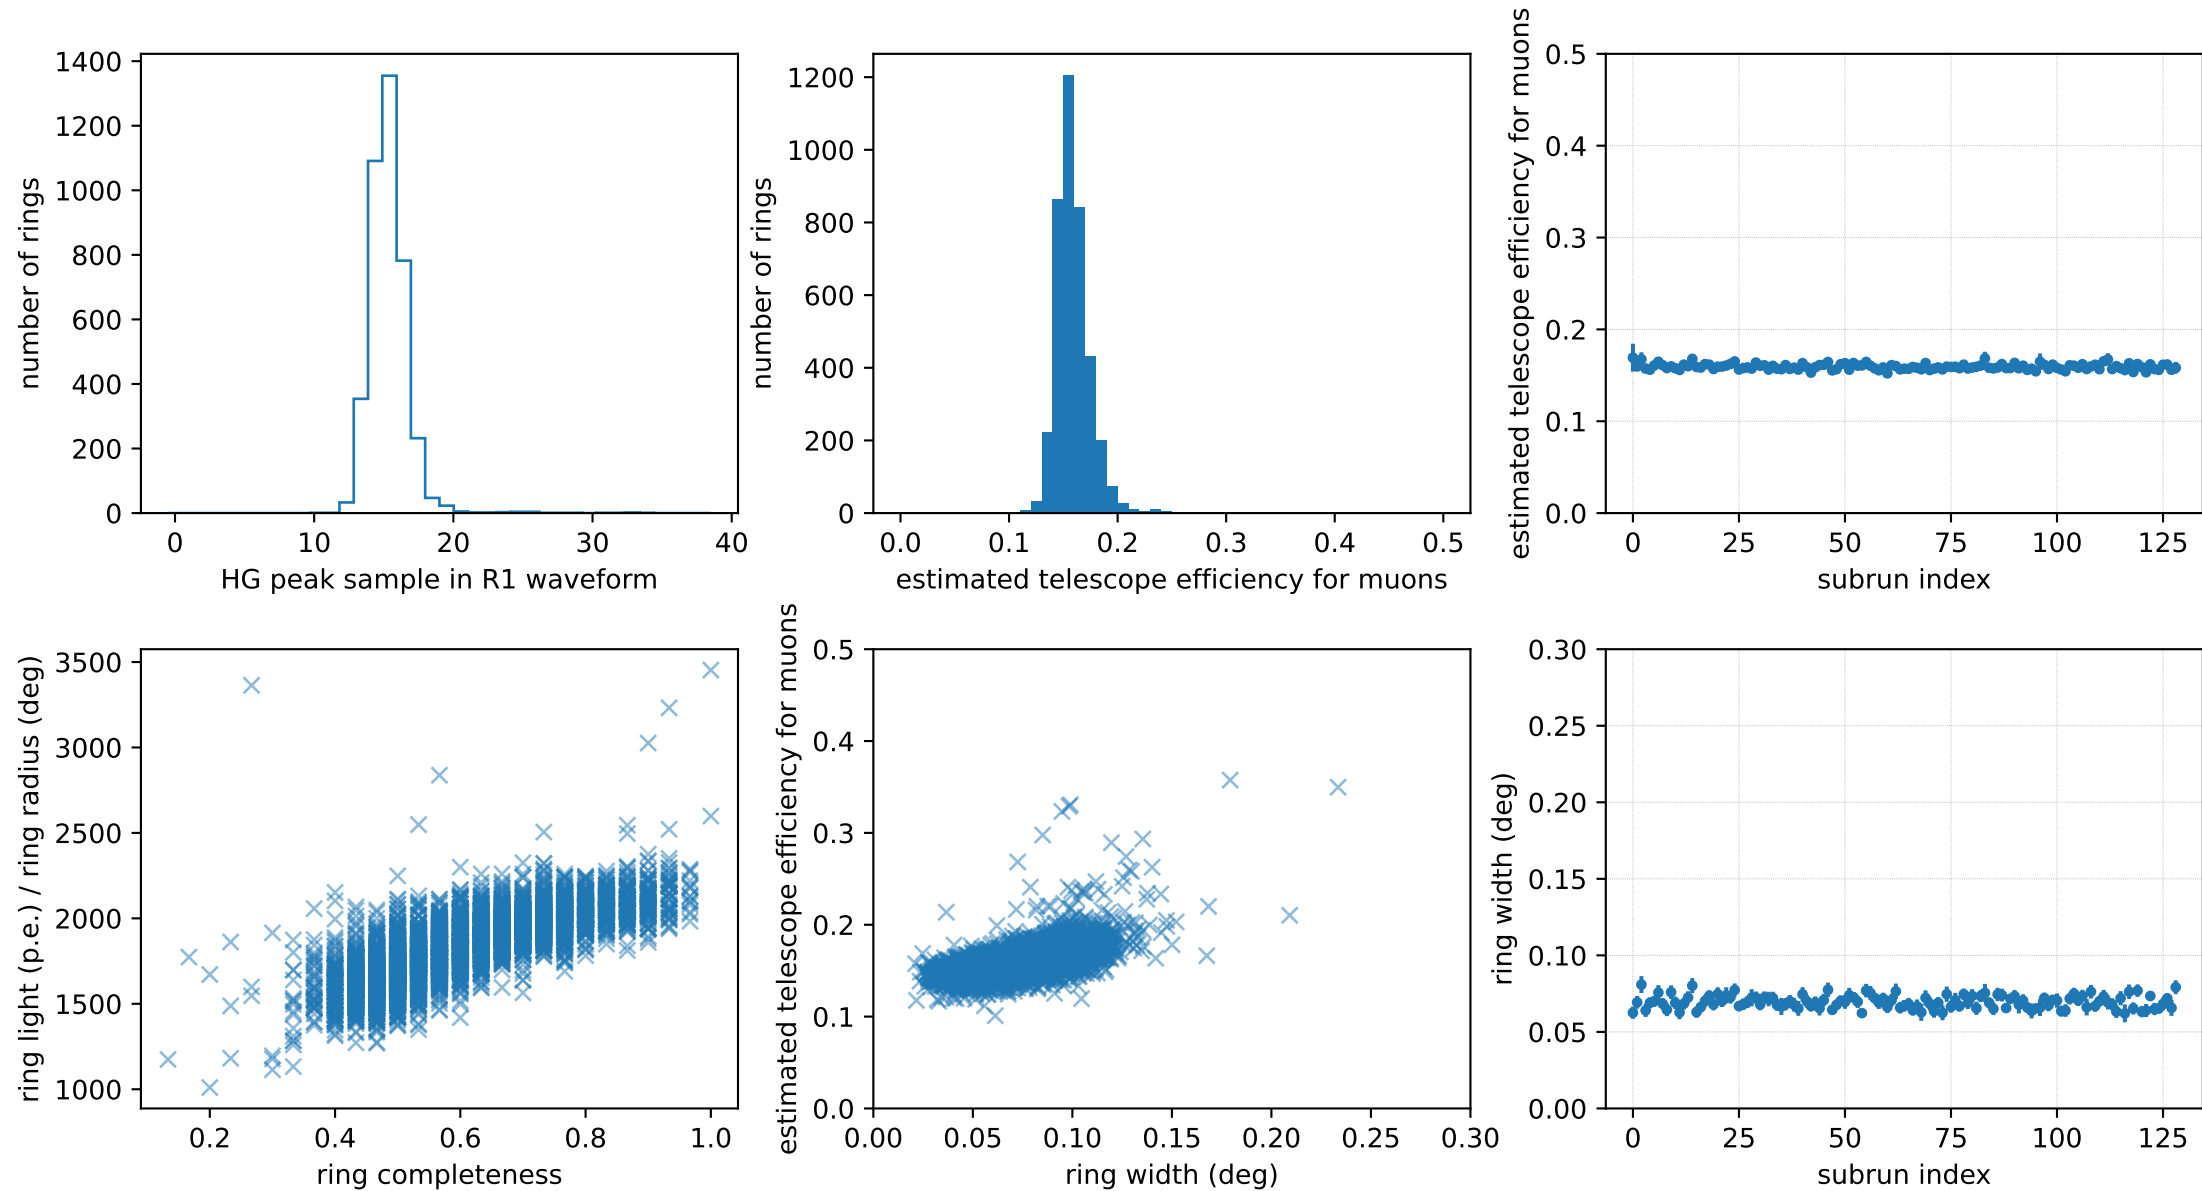 number of rings
1400
1200
1000
800
600
400
200
0
0 10 20 30 40
HG peak sample in R1 waveform
number of rings
1200
1000
800
600
400
200
0
0.0 0.1 0.2 0.3 0.4 0.5
estimated telescope efficiency for muons
estimated telescope efficiency for muons
0.5
0.4
0.3
0.2
0.1
0.0
0 25 50 75 100 125
subrun index
ring light (p.e.) / ring radius (deg)
3500
3000
2500
2000
1500
1000
0.2 0.4 0.6 0.8 1.0
ring completeness
estimated telescope efficiency for muons
0.5
0.4
0.3
0.2
0.1
0.0
0.00 0.05 0.10 0.15 0.20 0.25 0.30
ring width (deg)
ring width (deg)
0.30
0.25
0.20
0.15
0.10
0.05
0.00
0 25 50 75 100 125
subrun index